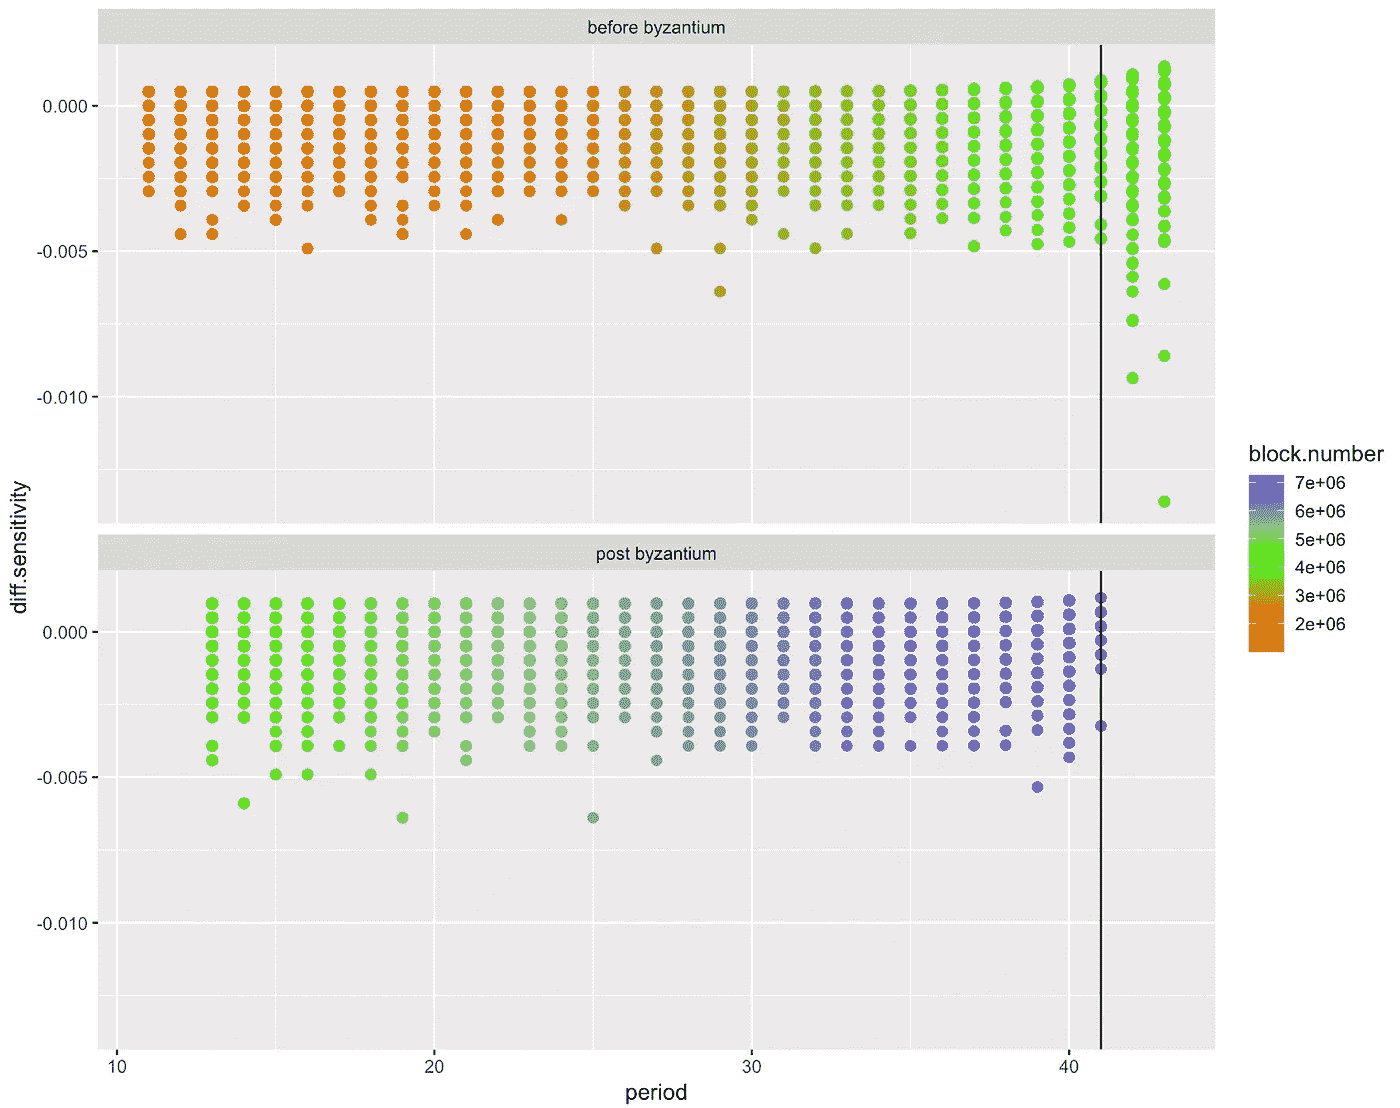 before byzantium
0.000
-0.005
-0.010
post byzantium
0.000
-0.005
-0.010
diff.sensitivity
10 20 30 40
period
block.number
7e+06
6e+06
5e+06
4e+06
3e+06
2e+06